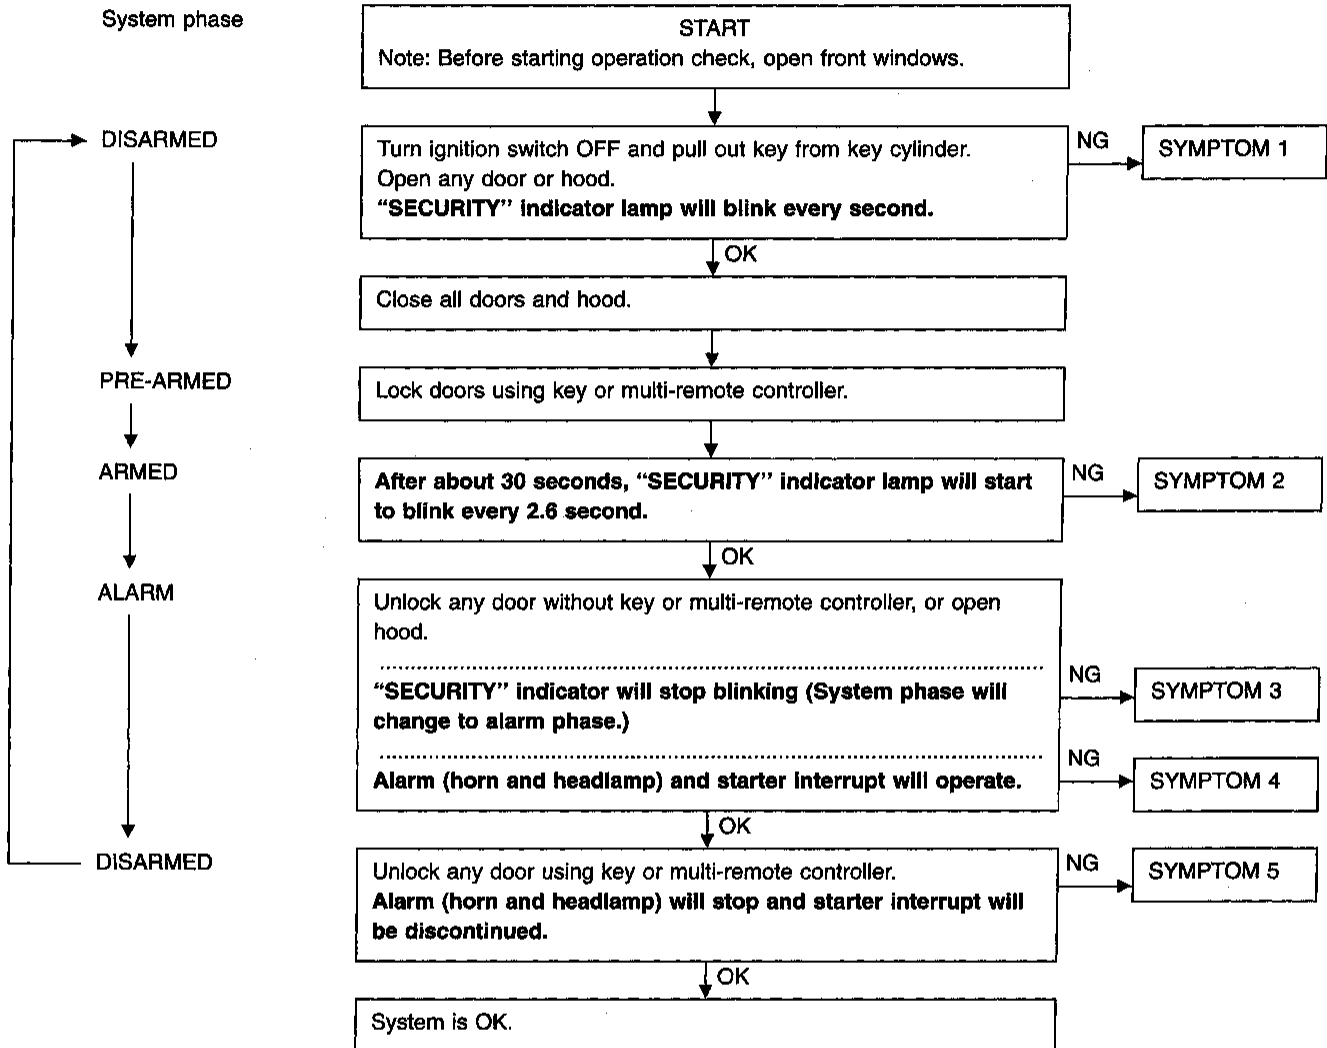 System phase
START
Note: Before starting operation check, open front windows.
DISARMED
Turn ignition switch OFF and pull out key from key cylinder.
Open any door or hood.
“SECURITY” indicator lamp will blink every second.
NG
SYMPTOM 1
OK
Close all doors and hood.
PRE-ARMED
Lock doors using key or multi-remote controller.
ARMED
After about 30 seconds, “SECURITY” indicator lamp will start
to blink every 2.6 second.
NG
SYMPTOM 2
OK
ALARM
Unlock any door without key or multi-remote controller, or open
hood.
“SECURITY” indicator will stop blinking (System phase will
change to alarm phase.)
NG
SYMPTOM 3
Alarm (horn and headlamp) and starter interrupt will operate.
NG
SYMPTOM 4
OK
DISARMED
Unlock any door using key or multi-remote controller.
Alarm (horn and headlamp) will stop and starter interrupt will
be discontinued.
NG
SYMPTOM 5
OK
System is OK.